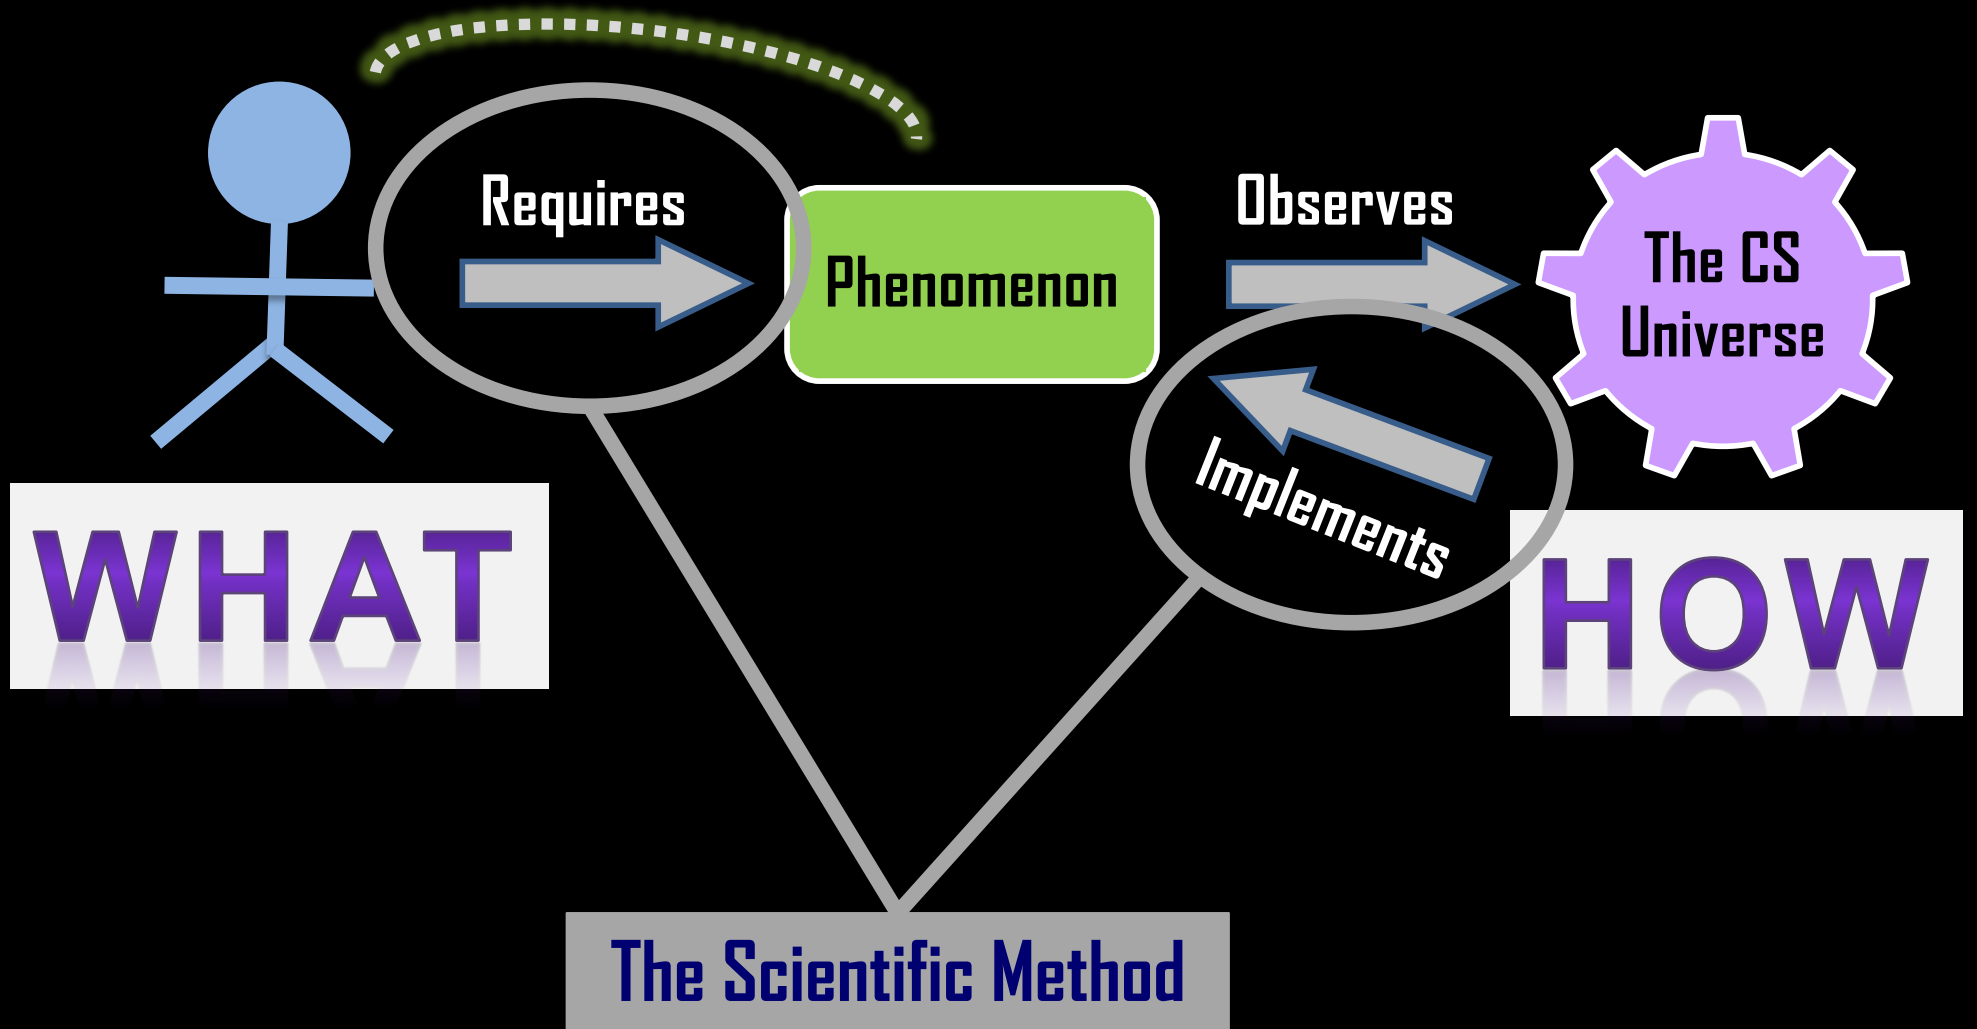 Requires
Observes
Phenomenon
The CS
Universe
Implements
WHAT
HOW
The Scientific Method